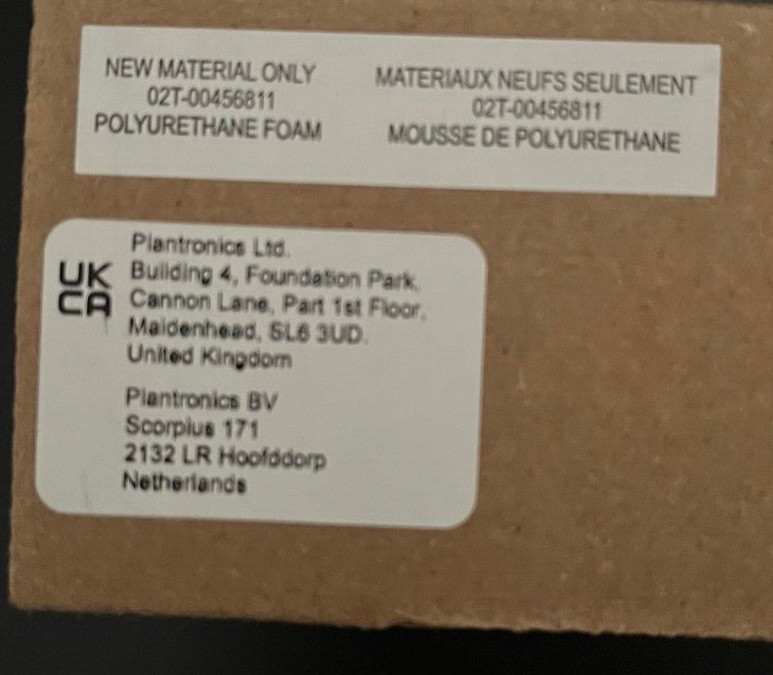 NEW MATERIAL ONLY
02T-00456811
POLYURETHANE FOAM
MATERIAUX NEUFS SEULEMENT
02T-00456811
MOUSSE DE POLYURETHANE
UK
CA
Plantronics Ltd.
Building 4, Foundation Park,
Cannon Lane, Part 1st Floor,
Maidenhead, SL6 3UD.
United Kingdom
Plantronics BV
Scorpius 171
2132 LR Hoofddorp
Netherlands